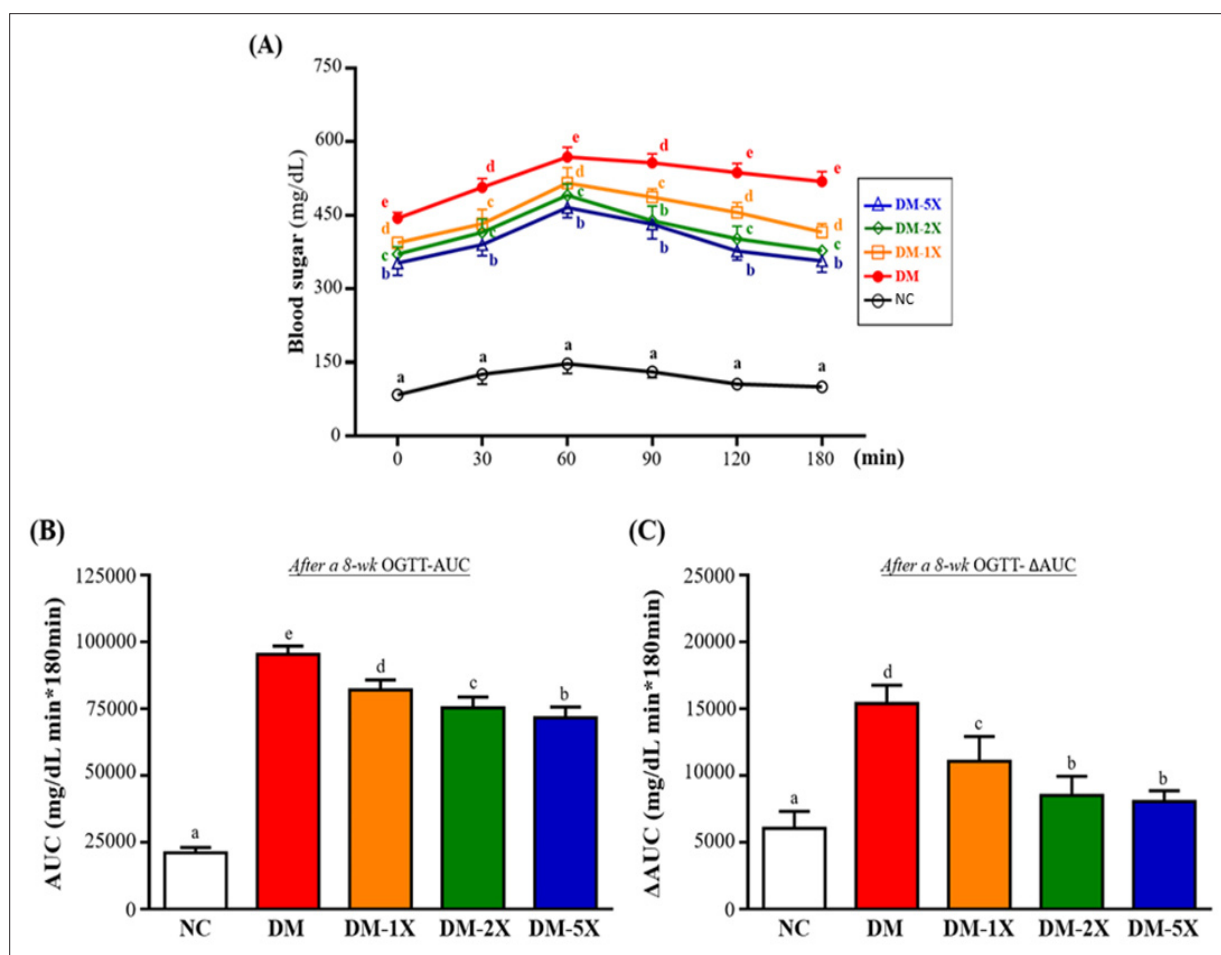 (A)
Blood sugar (mg/dL)
750
600
450
300
150
0
e
d
e
d
e
e
d
c
d
c
d
d
c
c
c
b
c
c
b
b
b
b
b
b
a
a
a
a
a
a
0 30 60 90 120 180 (min)
DM-5X
DM-2X
DM-1X
DM
NC
(B)
After a 8-wk OGTT-AUC
AUC (mg/dL min*180min)
125000
100000
75000
50000
25000
0
a
e
d
c
b
NC DM DM-1X DM-2X DM-5X
(C)
After a 8-wk OGTT- ΔAUC
ΔAUC (mg/dL min*180min)
25000
20000
15000
10000
5000
0
a
d
c
b
b
NC DM DM-1X DM-2X DM-5X